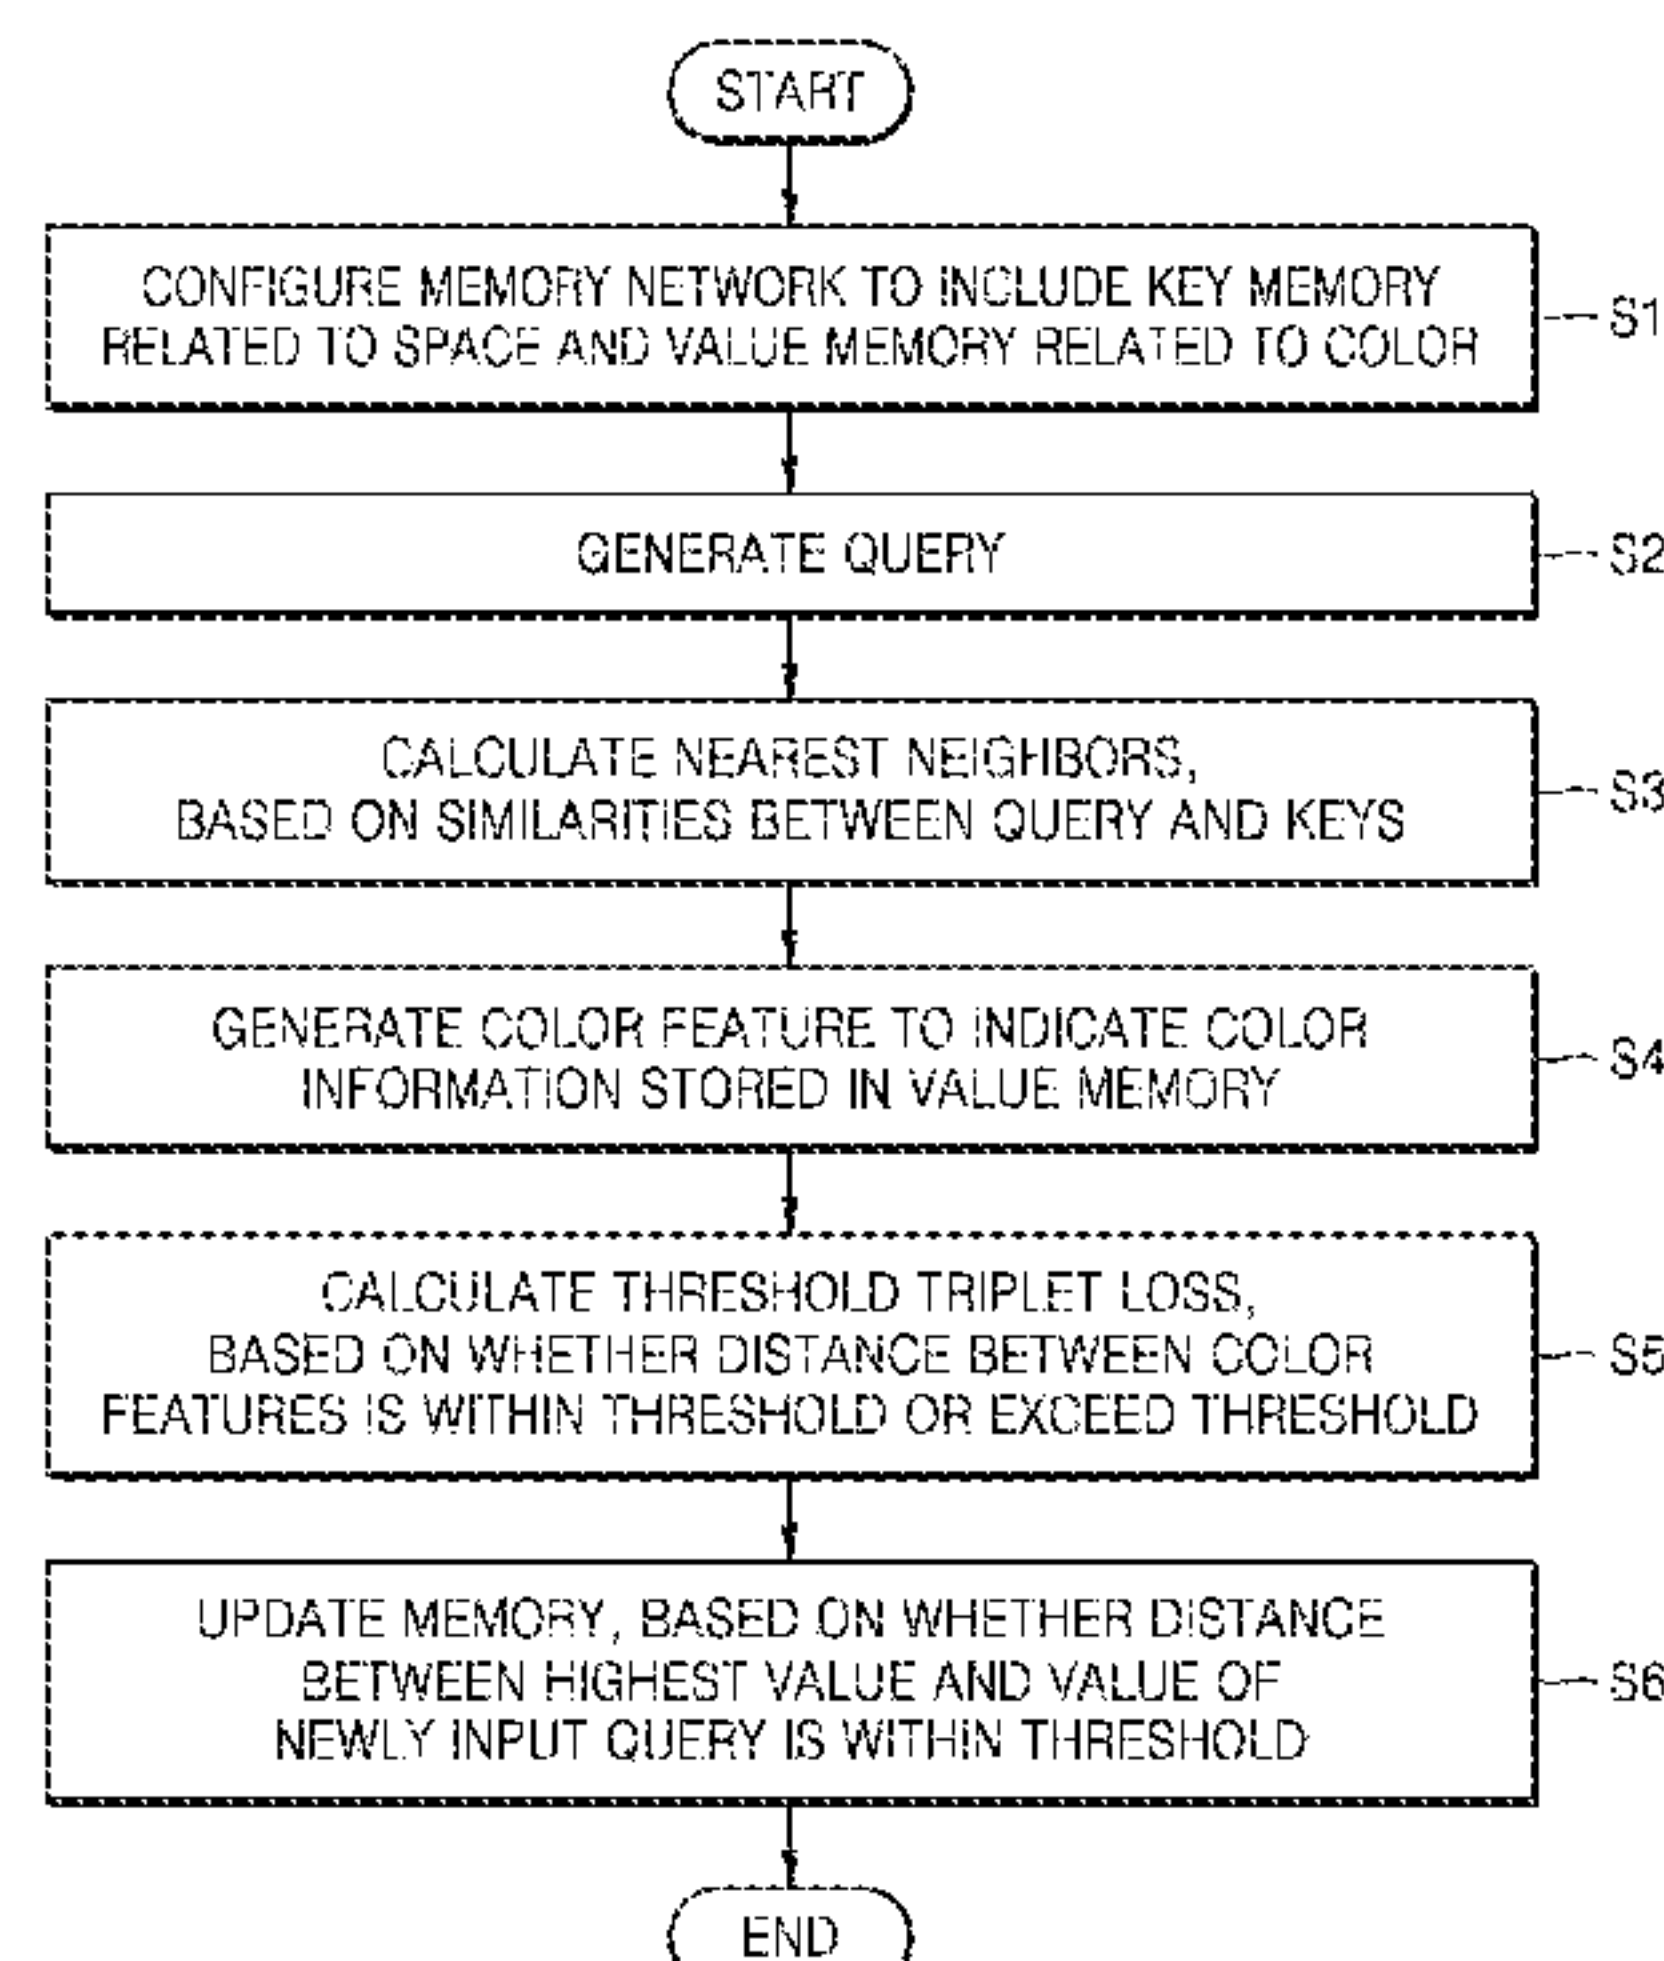 START
CONFIGURE MEMORY NETWORK TO INCLUDE KEY MEMORY
RELATED TO SPACE AND VALUE MEMORY RELATED TO COLOR
S1
GENERATE QUERY
S2
CALCULATE NEAREST NEIGHBORS,
BASED ON SIMILARITIES BETWEEN QUERY AND KEYS
S3
GENERATE COLOR FEATURE TO INDICATE COLOR
INFORMATION STORED IN VALUE MEMORY
S4
CALCULATE THRESHOLD TRIPLET LOSS,
BASED ON WHETHER DISTANCE BETWEEN COLOR
FEATURES IS WITHIN THRESHOLD OR EXCEED THRESHOLD
S5
UPDATE MEMORY, BASED ON WHETHER DISTANCE
BETWEEN HIGHEST VALUE AND VALUE OF
NEWLY INPUT QUERY IS WITHIN THRESHOLD
S6
END